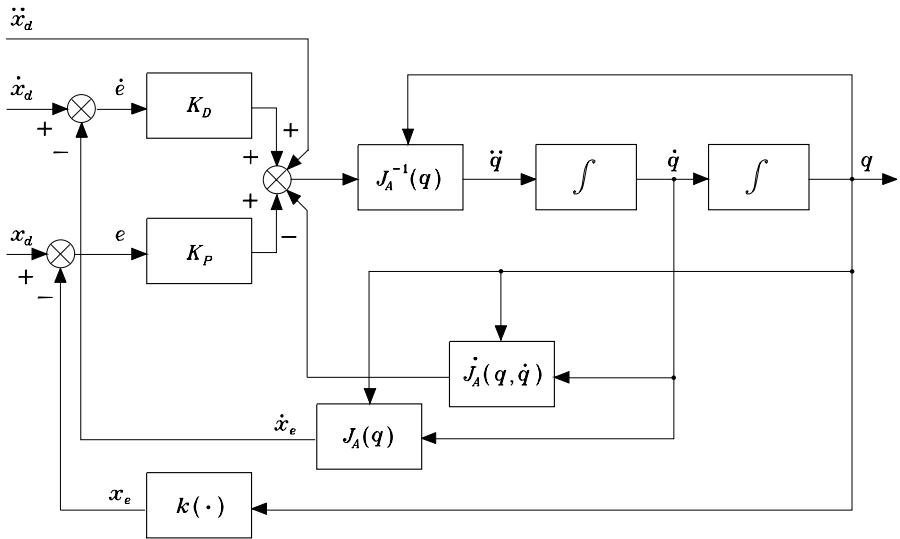 ẍ_d
ẋ_d + − ė K_D
+ + + −
J_A⁻¹(q) q̈ ∫ q̇ ∫ q
x_d + − e K_P
J̇_A(q, q̇)
ẋ_e J_A(q)
x_e k(·)